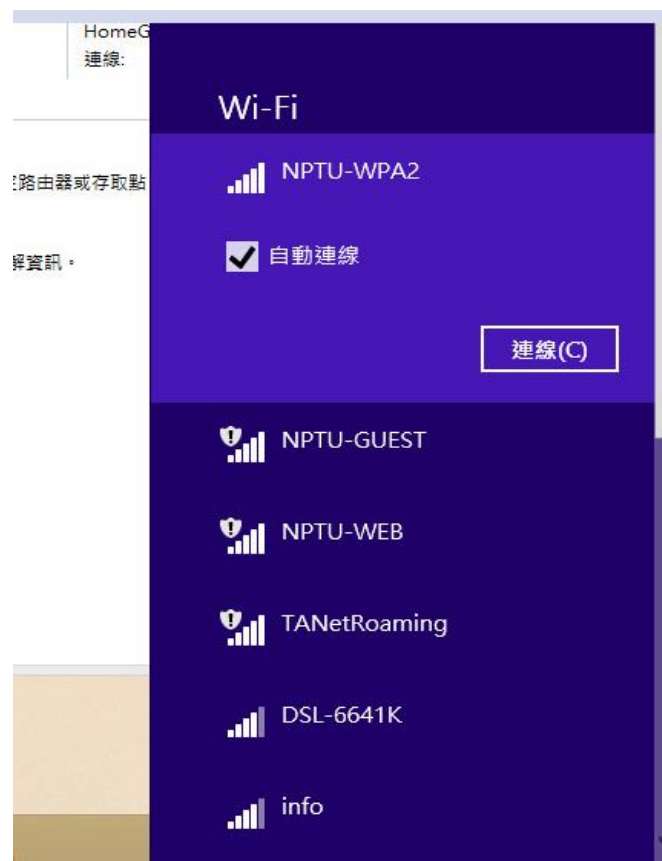 HomeG
連線:
路由器或存取點
解資訊。
Wi-Fi
NPTU-WPA2
自動連線
連線(C)
NPTU-GUEST
NPTU-WEB
TANetRoaming
DSL-6641K
info